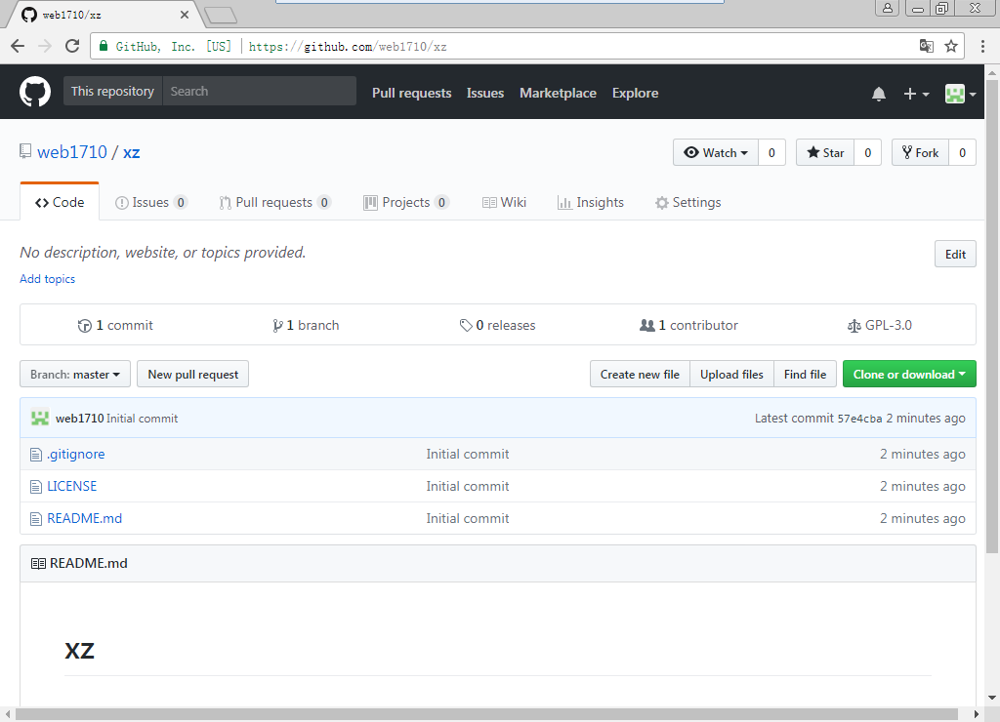 web1710/xz
GitHub, Inc. [US] | https://github.com/web1710/xz
This repository Search Pull requests Issues Marketplace Explore
web1710 / xz Watch 0 Star 0 Fork 0
Code Issues 0 Pull requests 0 Projects 0 Wiki Insights Settings
No description, website, or topics provided. Edit
Add topics
1 commit 1 branch 0 releases 1 contributor GPL-3.0
Branch: master New pull request Create new file Upload files Find file Clone or download
web1710 Initial commit Latest commit 57e4cba 2 minutes ago
.gitignore Initial commit 2 minutes ago
LICENSE Initial commit 2 minutes ago
README.md Initial commit 2 minutes ago
README.md
xz